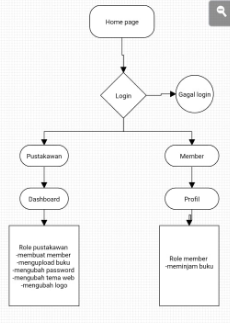 Home page
Login
Gagal login
Pustakawan
Member
Dashboard
Profil
Role pustakawan
-membuat member
-mengupload buku
-mengubah password
-mengubah tema web
-mengubah logo
Role member
-meminjam buku